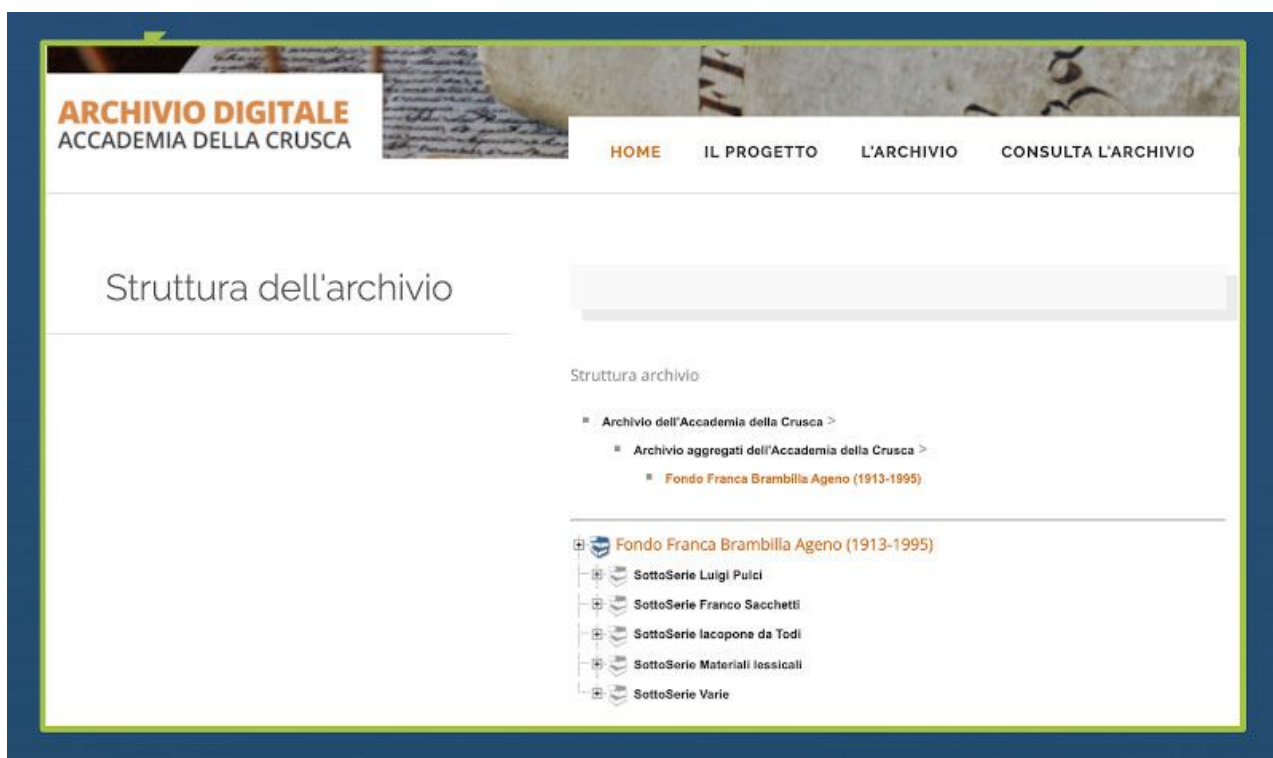 ARCHIVIO DIGITALE
ACCADEMIA DELLA CRUSCA
HOME IL PROGETTO L'ARCHIVIO CONSULTA L'ARCHIVIO
Struttura dell'archivio
Struttura archivio
Archivio dell'Accademia della Crusca >
Archivio aggregati dell'Accademia della Crusca >
Fondo Franca Brambilla Ageno (1913-1995)
Fondo Franca Brambilla Ageno (1913-1995)
SottoSerie Luigi Pulci
SottoSerie Franco Sacchetti
SottoSerie Iacopone da Todi
SottoSerie Materiali lessicali
SottoSerie Varie